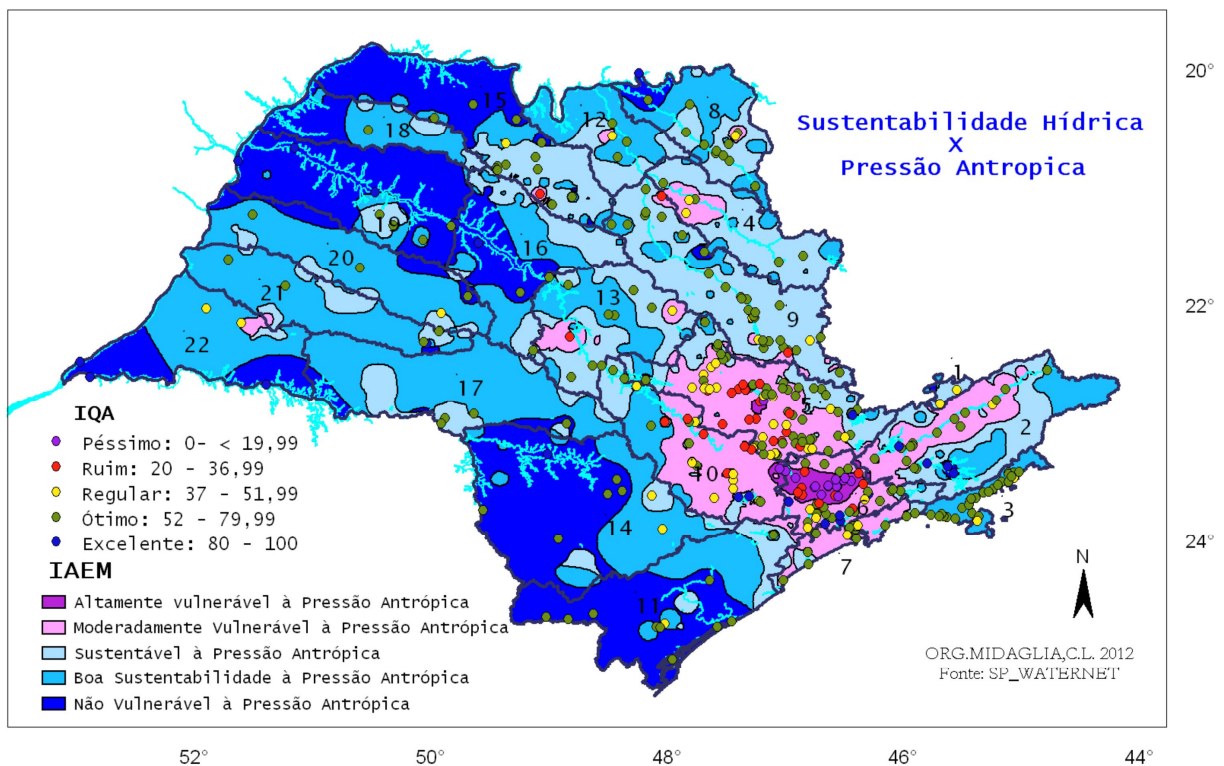 Sustentabilidade Hídrica
X
Pressão Antropica
20°
22°
24°
15
18
12
8
4
19
16
20
13
21
9
22
17
5
1
2
10
6
3
14
7
11
IQA
Péssimo: 0- < 19,99
Ruim: 20 - 36,99
Regular: 37 - 51,99
Ótimo: 52 - 79,99
Excelente: 80 - 100
IAEM
Altamente vulnerável à Pressão Antrópica
Moderadamente Vulnerável à Pressão Antrópica
Sustentável à Pressão Antrópica
Boa Sustentabilidade à Pressão Antrópica
Não Vulnerável à Pressão Antrópica
N
ORG.MIDAGLIA,C.L. 2012
Fonte: SP_WATERNET
52° 50° 48° 46° 44°